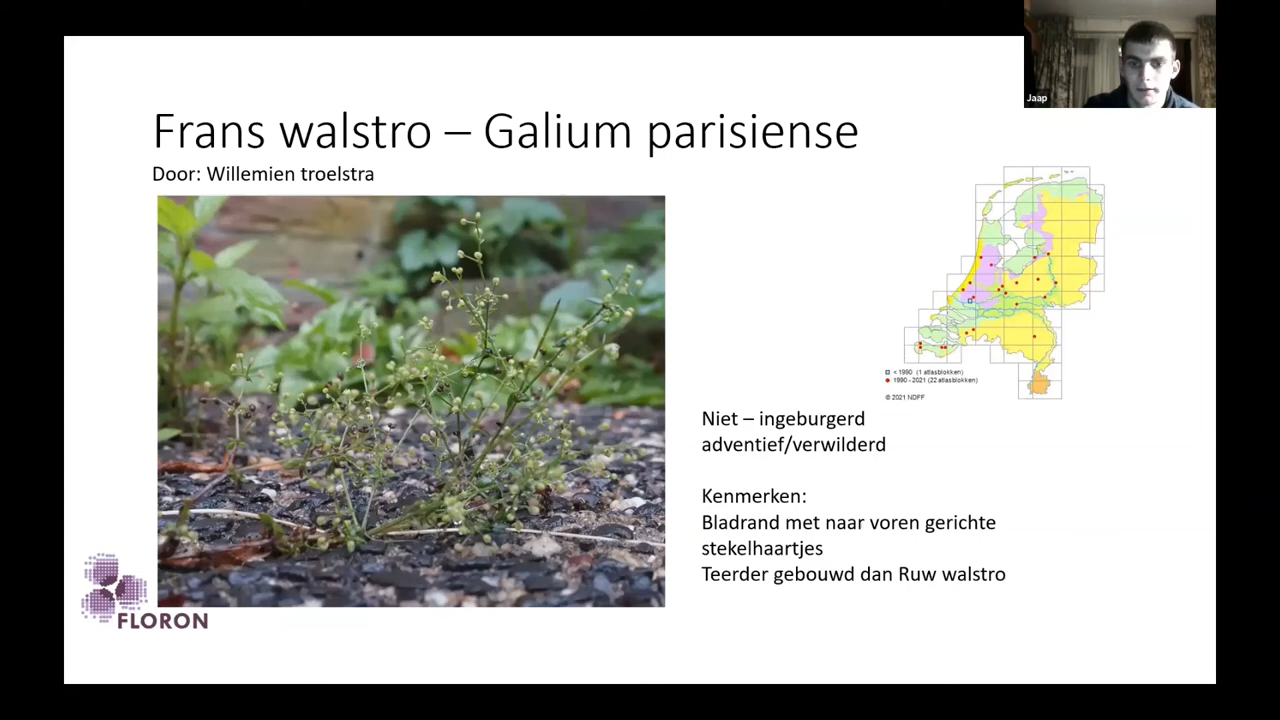 Jaap
Frans walstro – Galium parisiense
Door: Willemien troelstra
< 1990 (1 atlasblokken)
1990 - 2021 (22 atlasblokken)
© 2021 NDFF
Niet – ingeburgerd
adventief/verwilderd
Kenmerken:
Bladrand met naar voren gerichte
stekelhaartjes
Teerder gebouwd dan Ruw walstro
FLORON